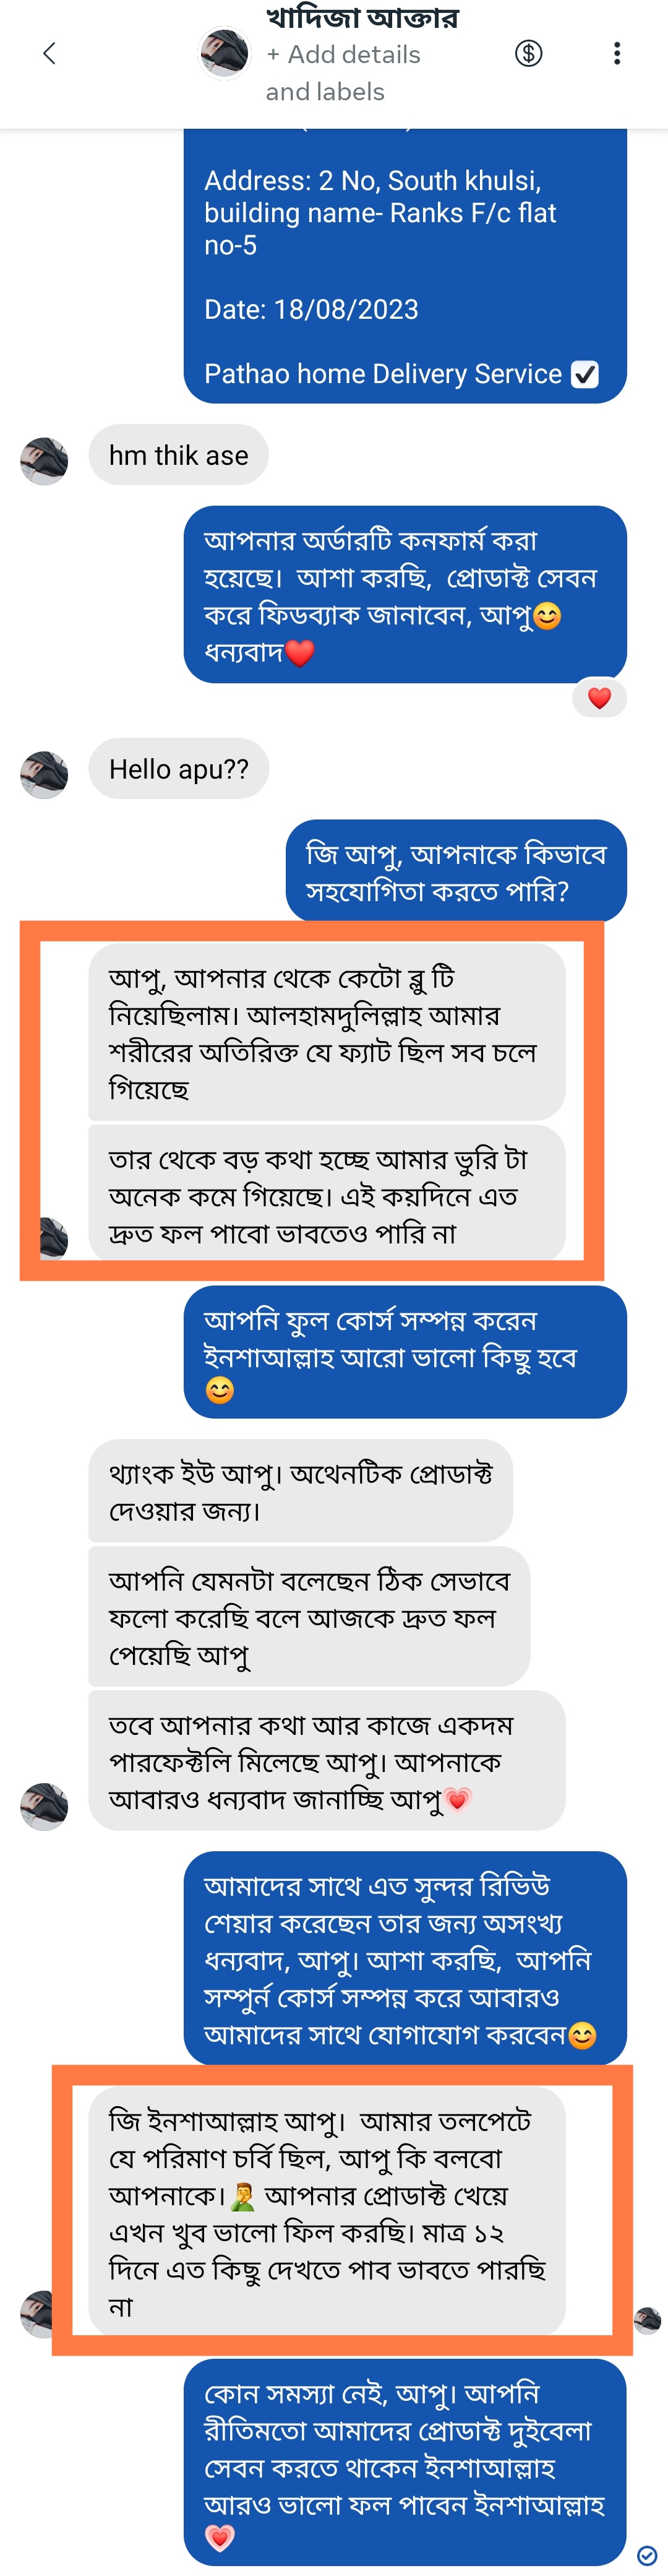 খাদিজা আক্তার
+ Add details
and labels
Address: 2 No, South khulsi,
building name- Ranks F/c flat
no-5
Date: 18/08/2023
Pathao home Delivery Service ☑
hm thik ase
আপনার অর্ডারটি কনফার্ম করা
হয়েছে। আশা করছি, প্রোডাক্ট সেবন
করে ফিডব্যাক জানাবেন, আপু😊
ধন্যবাদ❤️
❤️
Hello apu??
জি আপু, আপনাকে কিভাবে
সহযোগিতা করতে পারি?
আপু, আপনার থেকে কেটো ব্লু টি
নিয়েছিলাম। আলহামদুলিল্লাহ আমার
শরীরের অতিরিক্ত যে ফ্যাট ছিল সব চলে
গিয়েছে
তার থেকে বড় কথা হচ্ছে আমার ভুরি টা
অনেক কমে গিয়েছে। এই কয়দিনে এত
দ্রুত ফল পাবো ভাবতেও পারি না
আপনি ফুল কোর্স সম্পন্ন করেন
ইনশাআল্লাহ আরো ভালো কিছু হবে
😊
থ্যাংক ইউ আপু। অথেনটিক প্রোডাক্ট
দেওয়ার জন্য।
আপনি যেমনটা বলেছেন ঠিক সেভাবে
ফলো করেছি বলে আজকে দ্রুত ফল
পেয়েছি আপু
তবে আপনার কথা আর কাজে একদম
পারফেক্টলি মিলেছে আপু। আপনাকে
আবারও ধন্যবাদ জানাচ্ছি আপু💗
আমাদের সাথে এত সুন্দর রিভিউ
শেয়ার করেছেন তার জন্য অসংখ্য
ধন্যবাদ, আপু। আশা করছি, আপনি
সম্পুর্ন কোর্স সম্পন্ন করে আবারও
আমাদের সাথে যোগাযোগ করবেন😊
জি ইনশাআল্লাহ আপু। আমার তলপেটে
যে পরিমাণ চর্বি ছিল, আপু কি বলবো
আপনাকে।🤦‍♂️ আপনার প্রোডাক্ট খেয়ে
এখন খুব ভালো ফিল করছি। মাত্র ১২
দিনে এত কিছু দেখতে পাব ভাবতে পারছি
না
কোন সমস্যা নেই, আপু। আপনি
রীতিমতো আমাদের প্রোডাক্ট দুইবেলা
সেবন করতে থাকেন ইনশাআল্লাহ
আরও ভালো ফল পাবেন ইনশাআল্লাহ
💗